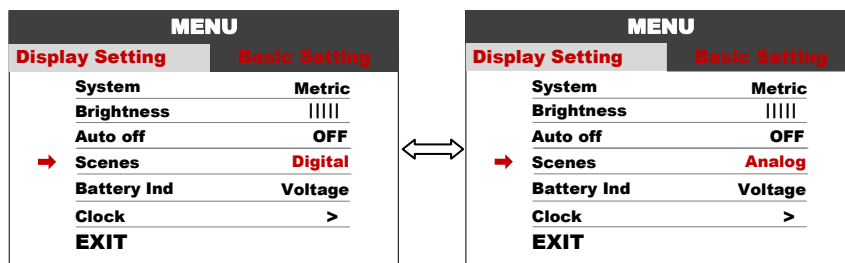 MENU
Display Setting Basic Setting
System Metric
Brightness |||||
Auto off OFF
Scenes Digital
Battery Ind Voltage
Clock >
EXIT
MENU
Display Setting Basic Setting
System Metric
Brightness |||||
Auto off OFF
Scenes Analog
Battery Ind Voltage
Clock >
EXIT